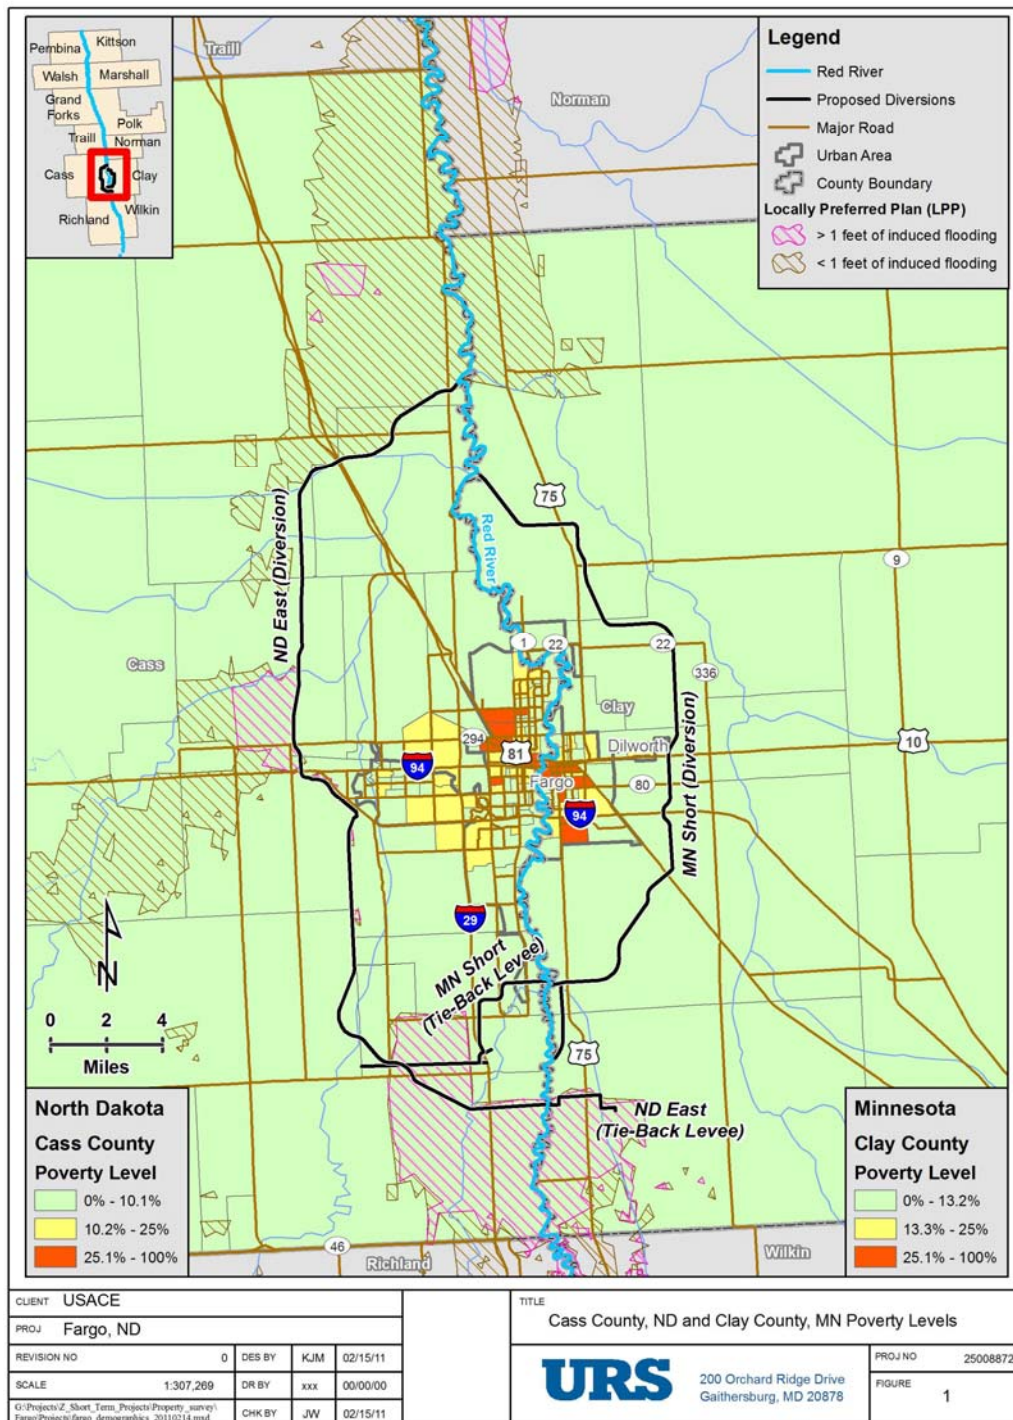 Pembina
Kittson
Walsh
Marshall
Grand
Forks
Polk
Traill
Norman
Cass
Clay
Richland
Wilkin
Traill
Norman
Legend
Red River
Proposed Diversions
Major Road
Urban Area
County Boundary
Locally Preferred Plan (LPP)
> 1 feet of induced flooding
< 1 feet of induced flooding
75
Red River
ND East (Diversion)
9
1
22
22
336
Cass
Clay
294
81
94
Dilworth
10
Fargo
80
94
MN Short (Diversion)
29
MN Short
(Tie-Back Levee)
N
0 2 4
Miles
75
ND East
(Tie-Back Levee)
46
Richland
Wilkin
North Dakota
Cass County
Poverty Level
0% - 10.1%
10.2% - 25%
25.1% - 100%
Minnesota
Clay County
Poverty Level
0% - 13.2%
13.3% - 25%
25.1% - 100%
CLIENT USACE
PROJ Fargo, ND
REVISION NO 0 DES BY KJM 02/15/11
SCALE 1:307,269 DR BY xxx 00/00/00
G:\Projects\Z_Short_Term_Projects\Property_survey\
Fargo\Projects\fargo_demographics_20110214.mxd
CHK BY JW 02/15/11
TITLE
Cass County, ND and Clay County, MN Poverty Levels
URS
200 Orchard Ridge Drive
Gaithersburg, MD 20878
PROJ NO 25008872
FIGURE
1